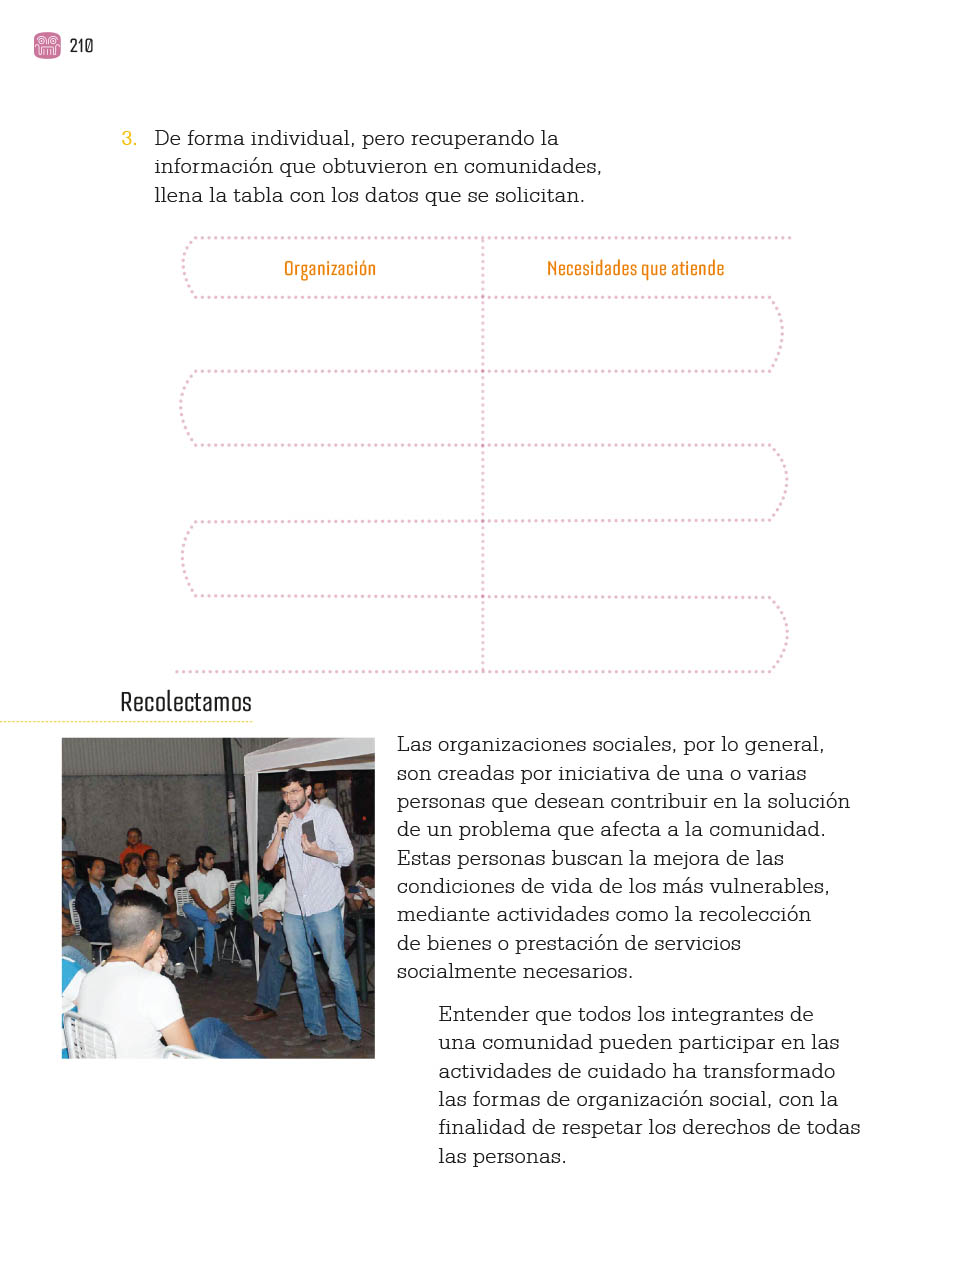 210
3. De forma individual, pero recuperando la
información que obtuvieron en comunidades,
llena la tabla con los datos que se solicitan.
Organización
Necesidades que atiende
Recolectamos
Las organizaciones sociales, por lo general,
son creadas por iniciativa de una o varias
personas que desean contribuir en la solución
de un problema que afecta a la comunidad.
Estas personas buscan la mejora de las
condiciones de vida de los más vulnerables,
mediante actividades como la recolección
de bienes o prestación de servicios
socialmente necesarios.
Entender que todos los integrantes de
una comunidad pueden participar en las
actividades de cuidado ha transformado
las formas de organización social, con la
finalidad de respetar los derechos de todas
las personas.